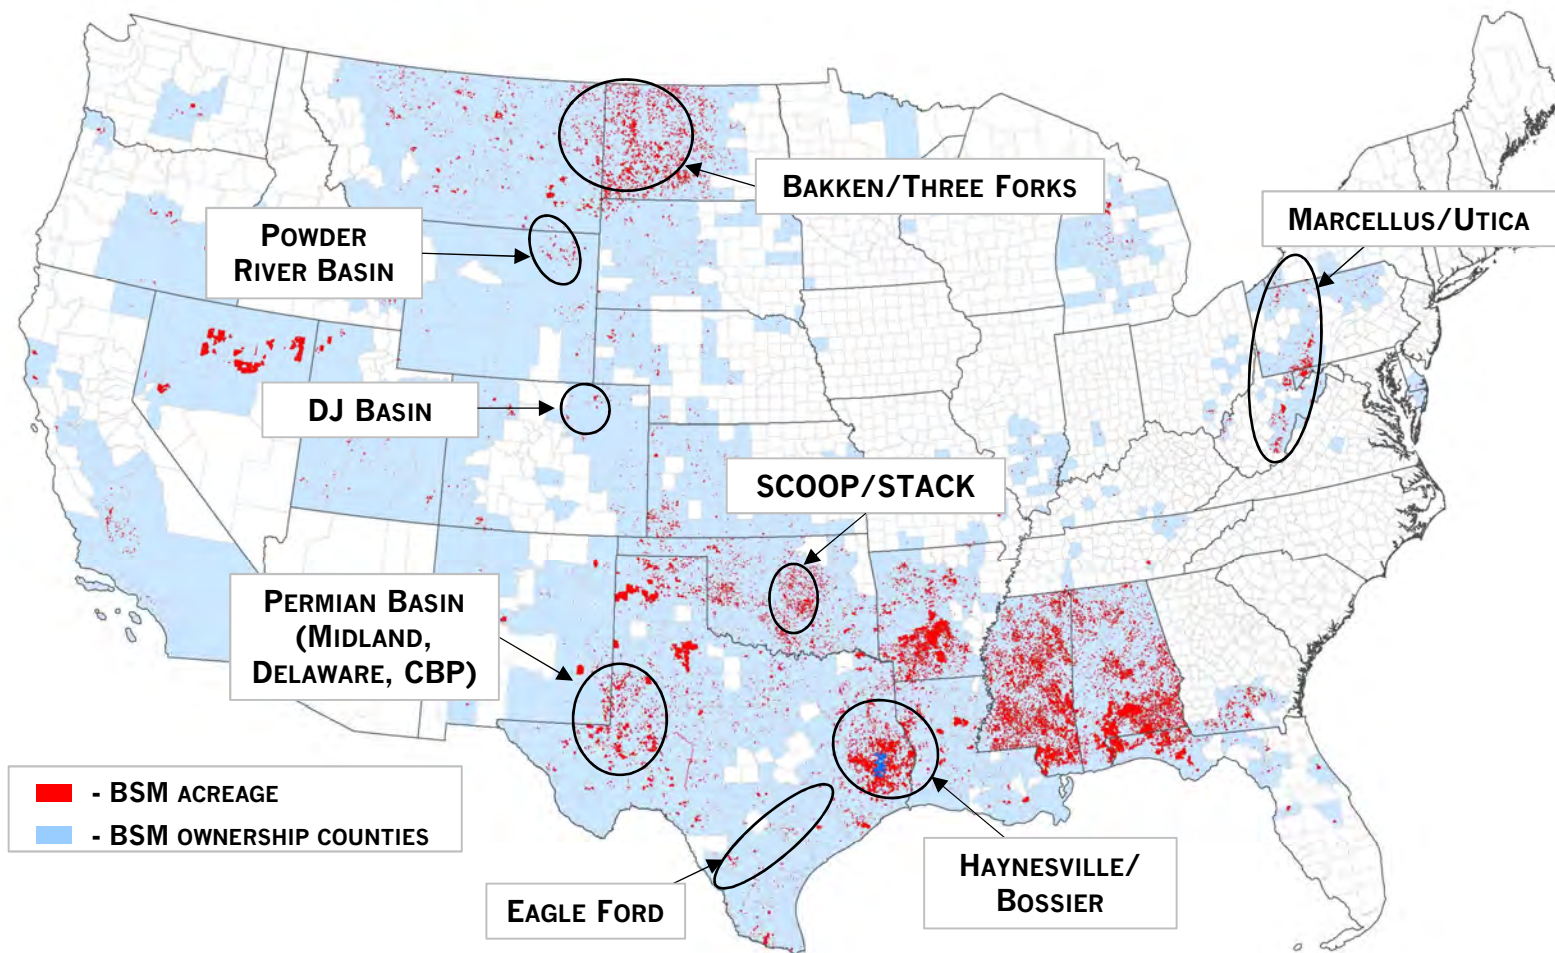 BAKKEN/THREE FORKS
MARCELLUS/UTICA
POWDER
RIVER BASIN
DJ BASIN
SCOOP/STACK
PERMIAN BASIN
(MIDLAND,
DELAWARE, CBP)
- BSM ACREAGE
- BSM OWNERSHIP COUNTIES
EAGLE FORD
HAYNESVILLE/
BOSSIER